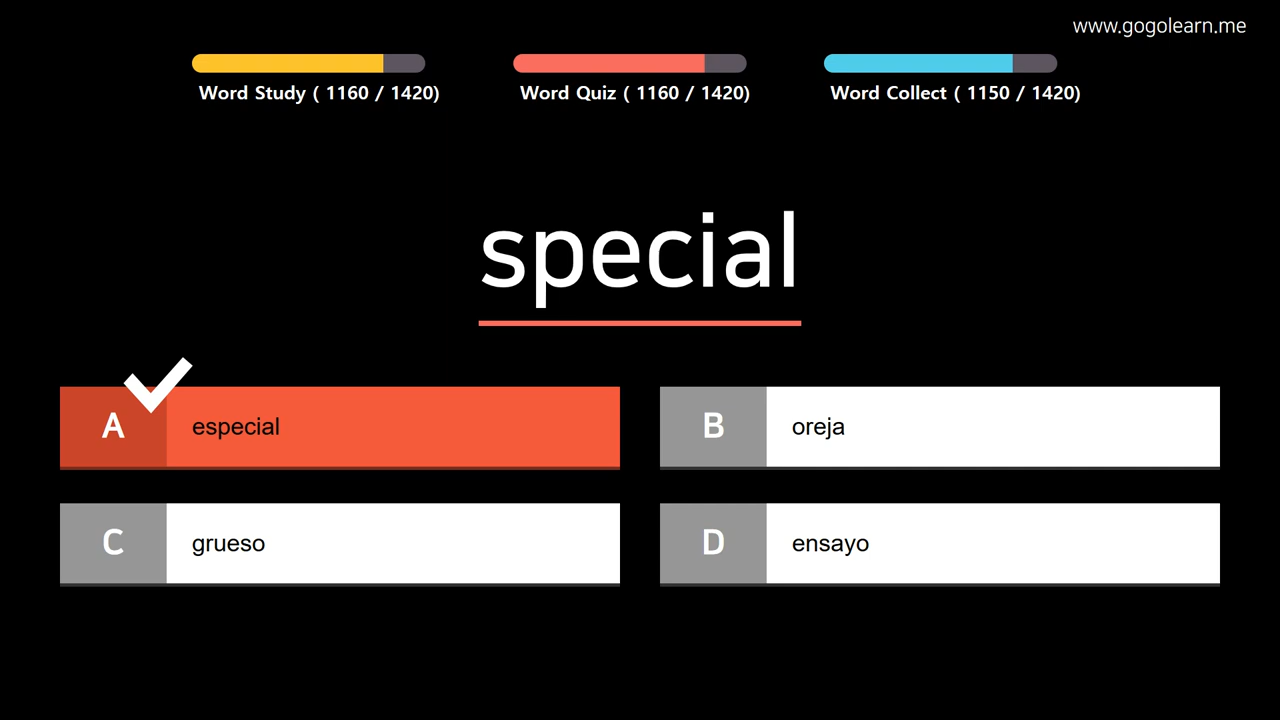 www.gogolearn.me
Word Study ( 1160 / 1420)
Word Quiz ( 1160 / 1420)
Word Collect ( 1150 / 1420)
special
A especial
B oreja
C grueso
D ensayo